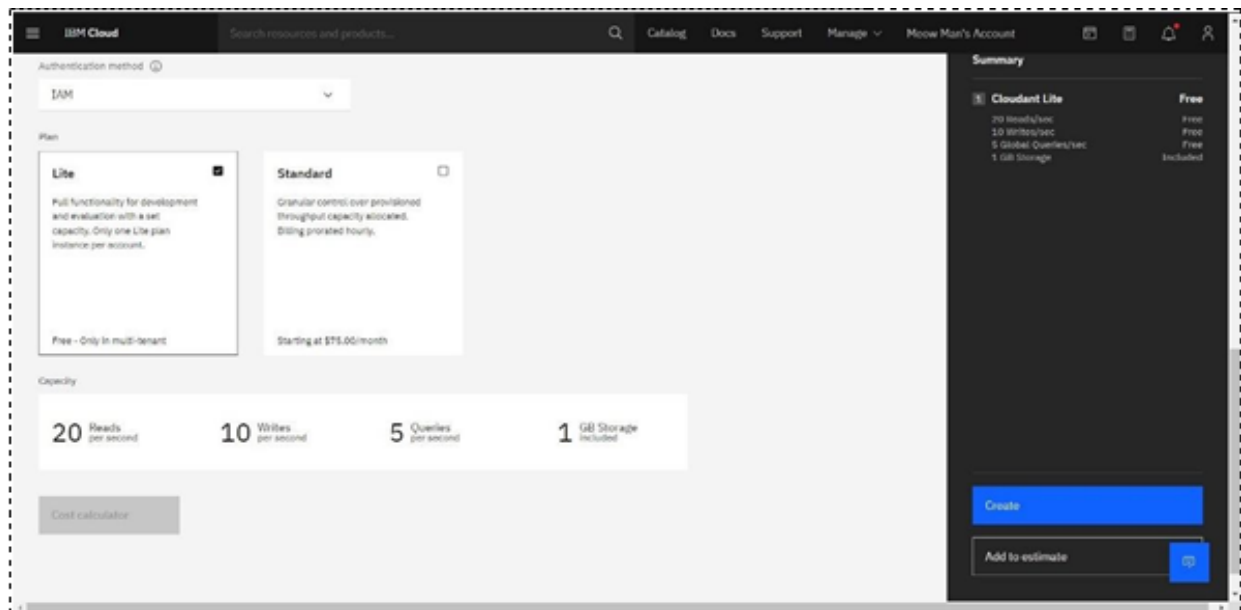 IBM Cloud
Search resources and products...
Catalog
Docs
Support
Manage
Moow Man's Account
Authentication method
IAM
Plan
Lite
Full functionality for development
and evaluation with a set
capacity. Only one Lite plan
instance per account.
Free - Only in multi-tenant
Standard
Granular control over provisioned
throughput capacity allocated.
Billing prorated hourly.
Starting at $75.00/month
Capacity
20 Reads per second
10 Writes per second
5 Queries per second
1 GB Storage included
Cost calculator
Summary
1 Cloudant Lite Free
20 Reads/sec Free
10 Writes/sec Free
5 Global Queries/sec Free
1 GB Storage Included
Create
Add to estimate